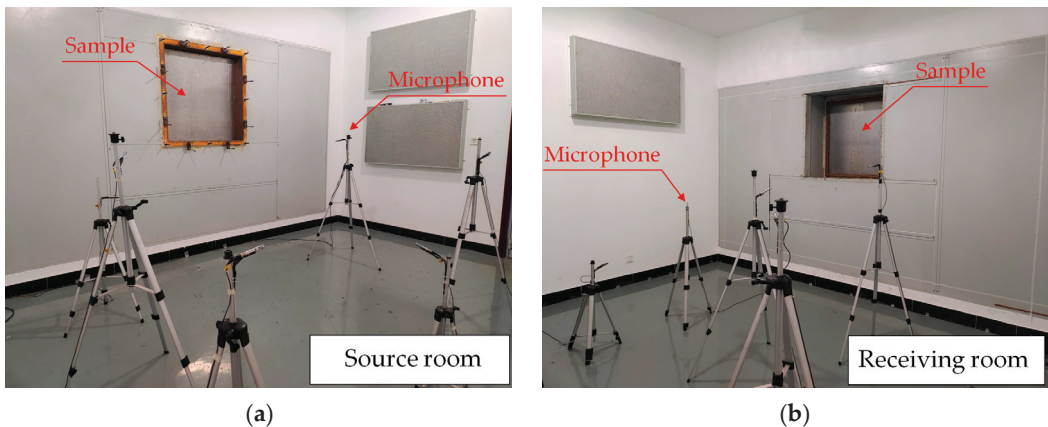 Sample
Microphone
Source room
(a)
Sample
Microphone
Receiving room
(b)